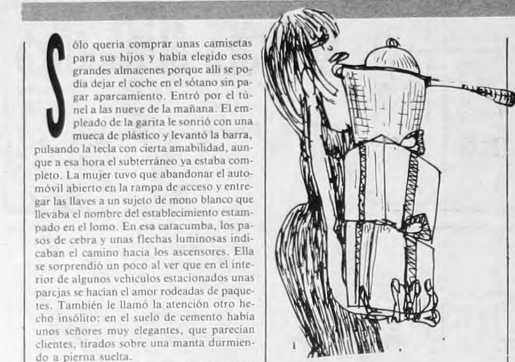 Sólo quería comprar unas camisetas
para sus hijos y había elegido esos
grandes almacenes porque allí se po-
día dejar el coche en el sótano sin pa-
gar aparcamiento. Entró por el tú-
nel a las nueve de la mañana. El em-
pleado de la garita le sonrió con una
mueca de plástico y levantó la barra,
pulsando la tecla con cierta amabilidad, aun-
que a esa hora el subterráneo ya estaba com-
pleto. La mujer tuvo que abandonar el auto-
móvil abierto en la rampa de acceso y entre-
gar las llaves a un sujeto de mono blanco que
llevaba el nombre del establecimiento estam-
pado en el lomo. En esa catacumba, los pa-
sos de cebra y unas flechas luminosas indi-
caban el camino hacia los ascensores. Ella
se sorprendió un poco al ver que en el inte-
rior de algunos vehículos estacionados unas
parejas se hacían el amor rodeadas de paque-
tes. También le llamó la atención otro he-
cho insólito: en el suelo de cemento había
unos señores muy elegantes, que parecían
clientes, tirados sobre una manta durmien-
do a pierna suelta.